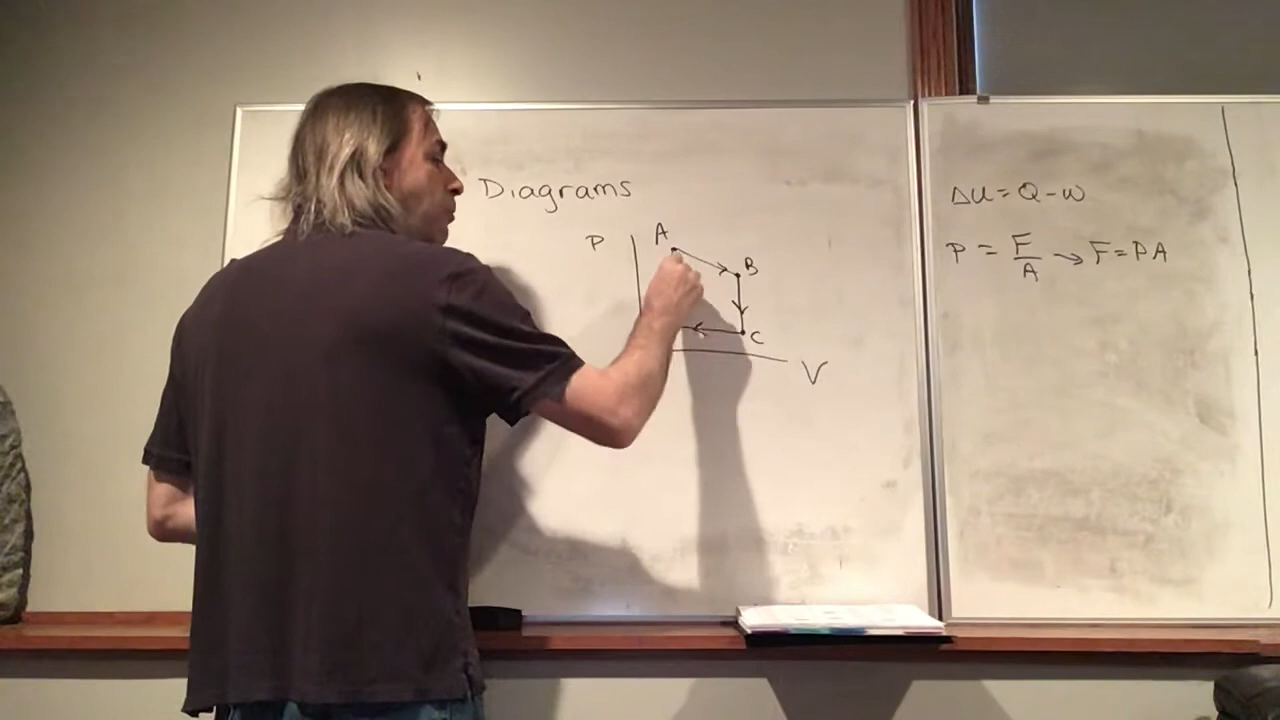 Diagrams
P
A
B
C
V
ΔU = Q - W
P = F/A → F = PA